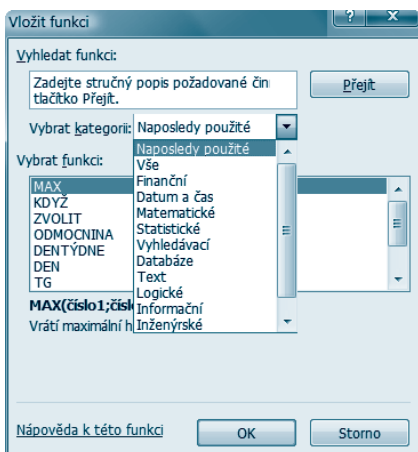 Vložit funkci
? x
Vyhledat funkci:
Zadejte stručný popis požadované čin
tlačítko Přejít.
Přejít
Vybrat kategorii: Naposledy použité
Vybrat funkci:
Naposledy použité
Vše
Finanční
Datum a čas
Matematické
Statistické
Vyhledávací
Databáze
Text
Logické
Informační
Inženýrské
MAX
KDYŽ
ZVOLIT
ODMOCNINA
DENTÝDNE
DEN
TG
MAX(číslo1;čísl
Vrátí maximální h
Nápověda k této funkci
OK
Storno